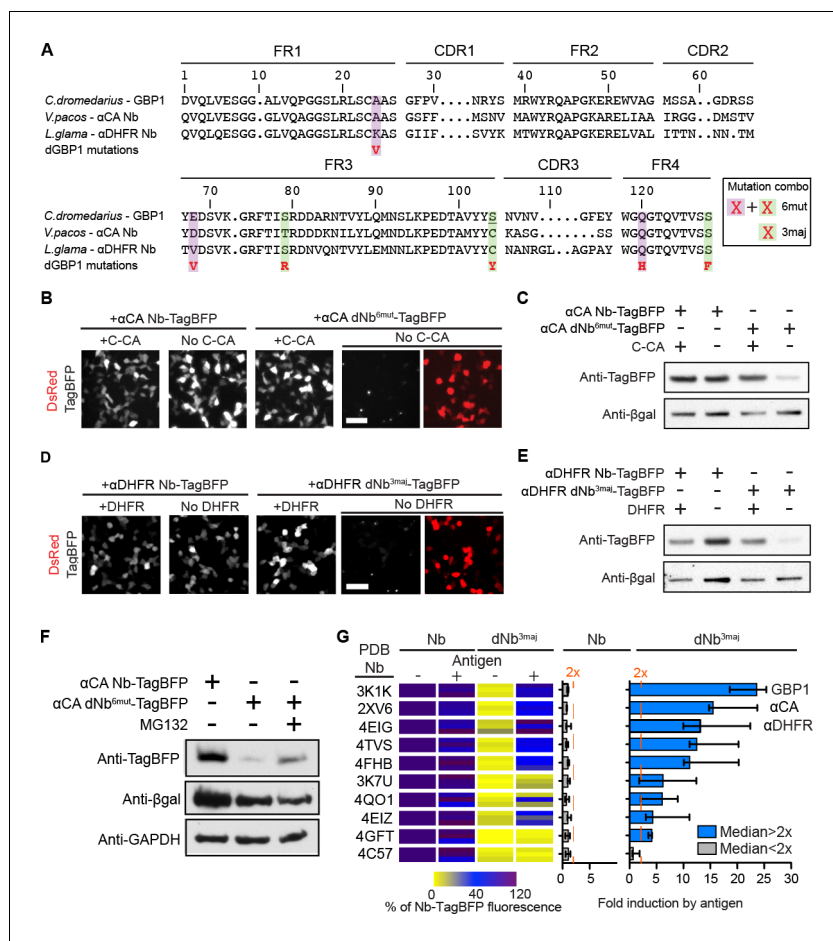 A
FR1 CDR1 FR2 CDR2
1 10 20 30 40 50 60
C.dromedarius - GBP1 DVQLVESGG.ALVQPGGSLRLSCAAS GFPV....NRYS MRWYRQAPGKEREWVAG MSSA..GDRSS
V.pacos - αCA Nb QVQLVESGG.GLVQAGGSLRLSCAAS GSFF....MSNV MAWYRQAPGKARELIAA IRGG..DMSTV
L.glama - αDHFR Nb QVQLQESGG.GLVQPGGSLRLSCKAS GIIF....SVYK MTWYRQAPGKERELVAL ITTN..NN.TM
dGBP1 mutations V
FR3 CDR3 FR4
70 80 90 100 110 120
C.dromedarius - GBP1 YEDSVK.GRFTISRDDARNTVYLQMNSLKPEDTAVYYS NVNV.....GFEY WGQGTQVTVSS
V.pacos - αCA Nb YDDSVK.GRFTITRDDDKNTVYLQMNDLKPEDTAMYYC KASG......SS. WGQGTQVTVSS
L.glama - αDHFR Nb TVDSVK.GRFTISRDNVQNTVYLEMNNLKPEDTAVYYC NANRGL..AGPAY WGQGTQVTVSS
dGBP1 mutations V R Y H F
Mutation combo
X + X 6mut
X 3maj
B
+αCA Nb-TagBFP +αCA dNb6mut-TagBFP
+C-CA No C-CA +C-CA No C-CA
DsRed
TagBFP
C
αCA Nb-TagBFP + + - -
αCA dNb6mut-TagBFP - - + +
C-CA + - + -
Anti-TagBFP
Anti-βgal
D
+αDHFR Nb-TagBFP +αDHFR dNb3maj-TagBFP
+DHFR No DHFR +DHFR No DHFR
DsRed
TagBFP
E
αDHFR Nb-TagBFP + + - -
αDHFR dNb3maj-TagBFP - - + +
DHFR + - + -
Anti-TagBFP
Anti-βgal
F
αCA Nb-TagBFP + - -
αCA dNb6mut-TagBFP - + +
MG132 - - +
Anti-TagBFP
Anti-βgal
Anti-GAPDH
G
PDB Nb dNb3maj Nb dNb3maj
Nb Antigen
- + - + 2x 2x
3K1K GBP1
2XV6 αCA
4EIG αDHFR
4TVS
4FHB
3K7U
4QO1
4EIZ
4GFT
4C57
Median>2x
Median<2x
0 40 80 120
% of Nb-TagBFP fluorescence
0 5 0 5 10 15 20 25 30
Fold induction by antigen